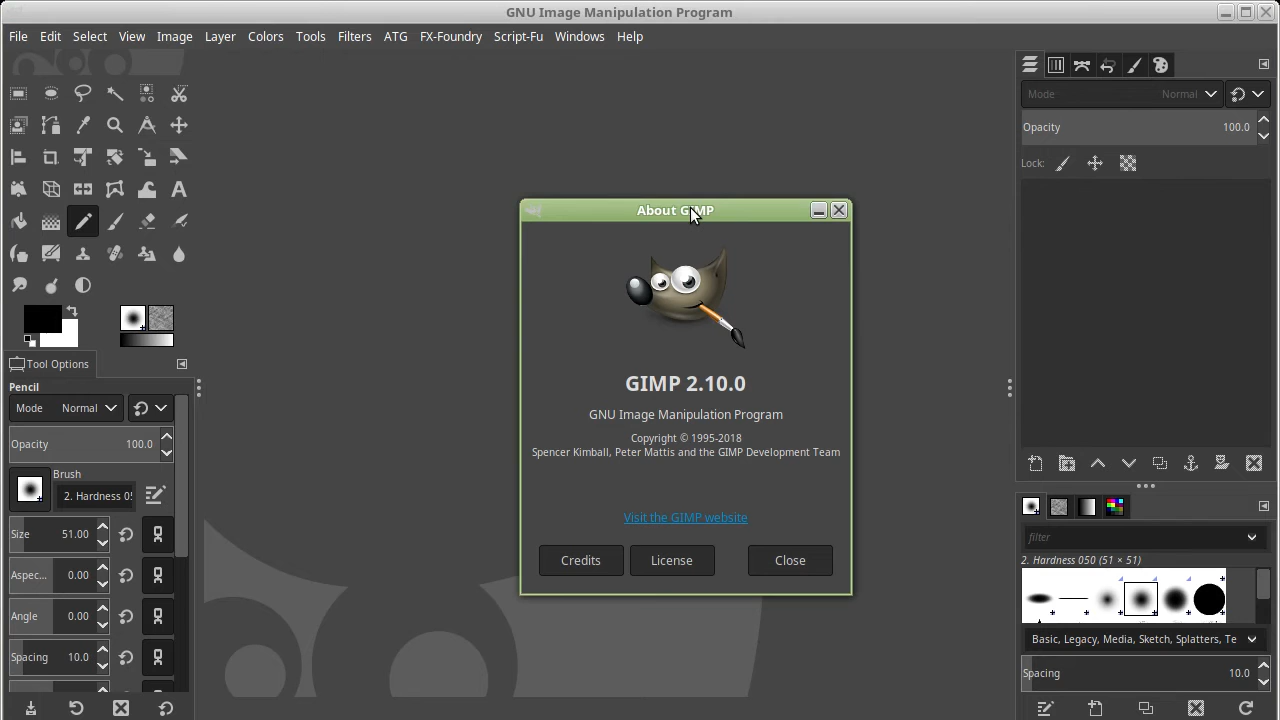 GNU Image Manipulation Program
File Edit Select View Image Layer Colors Tools Filters ATG FX-Foundry Script-Fu Windows Help
Mode Normal
Opacity 100.0
Lock:
About GIMP
GIMP 2.10.0
GNU Image Manipulation Program
Copyright © 1995-2018
Spencer Kimball, Peter Mattis and the GIMP Development Team
Visit the GIMP website
Credits License Close
Tool Options
Pencil
Mode Normal
Opacity 100.0
Brush
2. Hardness 05
Size 51.00
Aspec... 0.00
Angle 0.00
Spacing 10.0
filter
2. Hardness 050 (51 × 51)
Basic, Legacy, Media, Sketch, Splatters, Te
Spacing 10.0